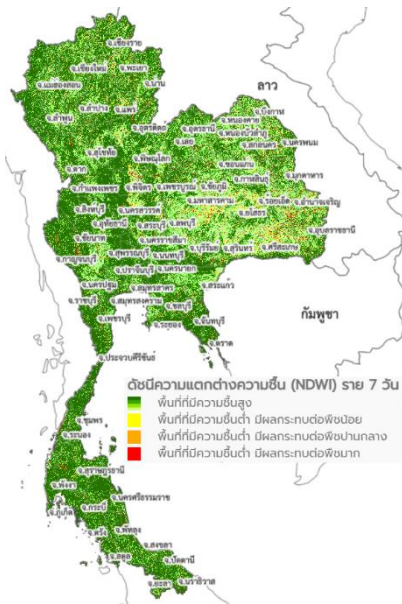 จ.เชียงราย
จ.เชียงใหม่
จ.พะเยา
จ.แม่ฮ่องสอน
จ.น่าน
ลาว
จ.ลำปาง
จ.แพร่
จ.ลำพูน
จ.อุตรดิตถ์
จ.บึงกาฬ
จ.หนองคาย
จ.อุดรธานี
จ.หนองบัวลำภู
จ.เลย
จ.สกลนคร
จ.นครพนม
จ.สุโขทัย
จ.พิษณุโลก
จ.ขอนแก่น
จ.ตาก
จ.มุกดาหาร
จ.กำแพงเพชร
จ.พิจิตร
จ.เพชรบูรณ์
จ.ชัยภูมิ
จ.กาฬสินธุ์
จ.มหาสารคาม
จ.ร้อยเอ็ด
จ.อำนาจเจริญ
จ.สิงห์บุรี
จ.นครสวรรค์
จ.ยโสธร
จ.อุทัยธานี
จ.สระบุรี
จ.ลพบุรี
จ.อุบลราชธานี
จ.ชัยนาท
จ.นครราชสีมา
จ.บุรีรัมย์
จ.สุรินทร์
จ.ศรีสะเกษ
จ.กาญจนบุรี
จ.สุพรรณบุรี
จ.นนทบุรี
จ.ปราจีนบุรี
จ.นครนายก
จ.นครปฐม
จ.สมุทรสาคร
จ.สระแก้ว
จ.ราชบุรี
จ.สมุทรสงคราม
จ.ชลบุรี
กัมพูชา
จ.เพชรบุรี
จ.ระยอง
จ.จันทบุรี
จ.ตราด
จ.ประจวบคีรีขันธ์
ดัชนีความแตกต่างความชื้น (NDWI) ราย 7 วัน
พื้นที่ที่มีความชื้นสูง
พื้นที่ที่มีความชื้นต่ำ มีผลกระทบต่อพืชน้อย
พื้นที่ที่มีความชื้นต่ำ มีผลกระทบต่อพืชปานกลาง
พื้นที่ที่มีความชื้นต่ำ มีผลกระทบต่อพืชมาก
จ.ชุมพร
จ.ระนอง
จ.สุราษฎร์ธานี
จ.พังงา
จ.นครศรีธรรมราช
จ.กระบี่
จ.ภูเก็ต
จ.ตรัง
จ.พัทลุง
จ.สงขลา
จ.สตูล
จ.ปัตตานี
จ.ยะลา
จ.นราธิวาส